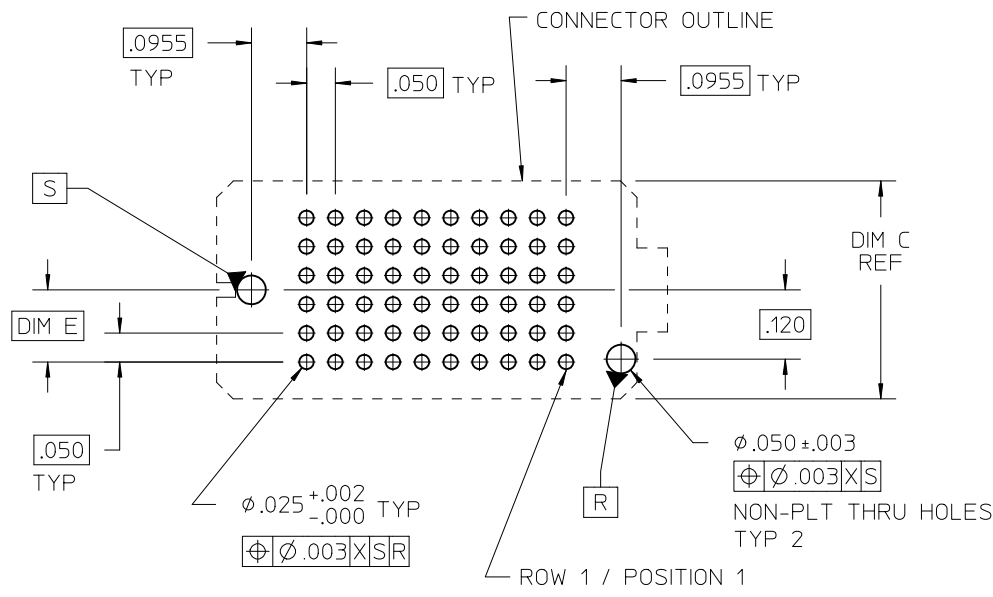 CONNECTOR OUTLINE
.0955
TYP
.050 TYP
.0955 TYP
S
DIM C
REF
DIM E
.120
.050
TYP
⌀.050±.003
⌖ ⌀.003 X S
NON-PLT THRU HOLES
TYP 2
R
⌀.025 +.002
-.000 TYP
⌖ ⌀.003 X S R
ROW 1 / POSITION 1